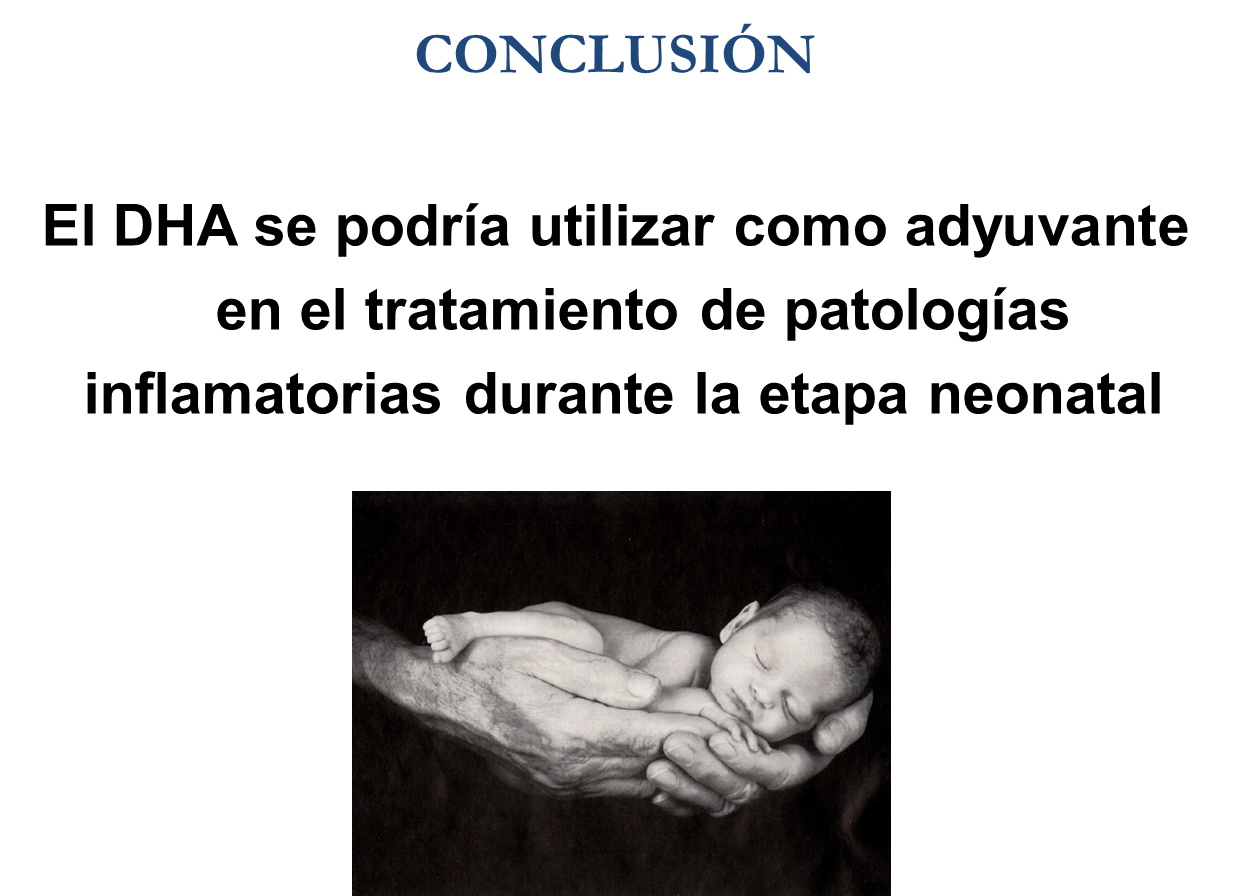 CONCLUSIÓN
El DHA se podría utilizar como adyuvante
en el tratamiento de patologías
inflamatorias durante la etapa neonatal